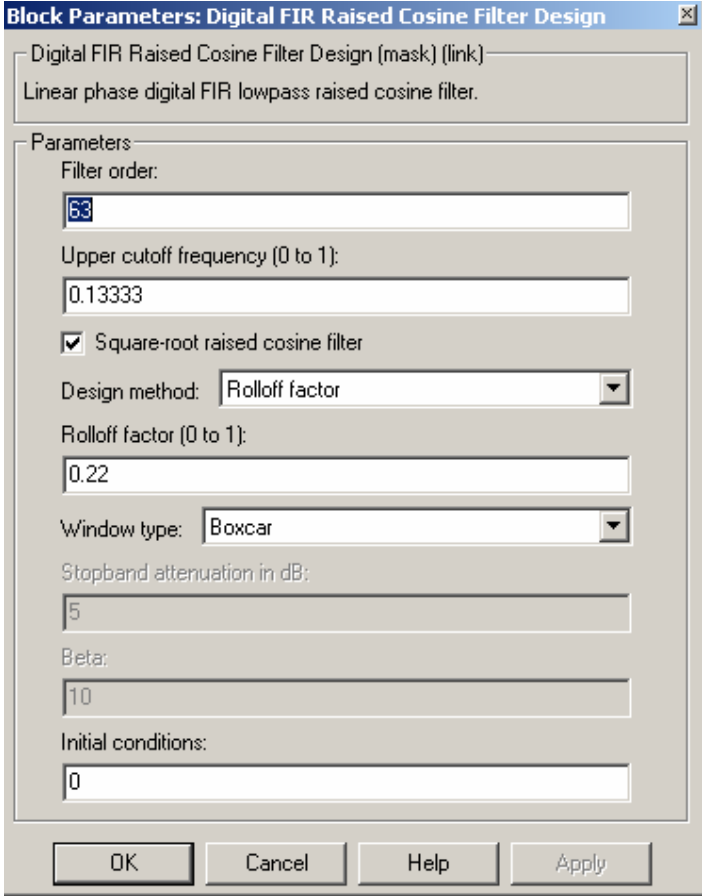 Block Parameters: Digital FIR Raised Cosine Filter Design
Digital FIR Raised Cosine Filter Design (mask) (link)
Linear phase digital FIR lowpass raised cosine filter.
Parameters
Filter order:
63
Upper cutoff frequency (0 to 1):
0.13333
Square-root raised cosine filter
Design method: Rolloff factor
Rolloff factor (0 to 1):
0.22
Window type: Boxcar
Stopband attenuation in dB:
5
Beta:
10
Initial conditions:
0
OK Cancel Help Apply